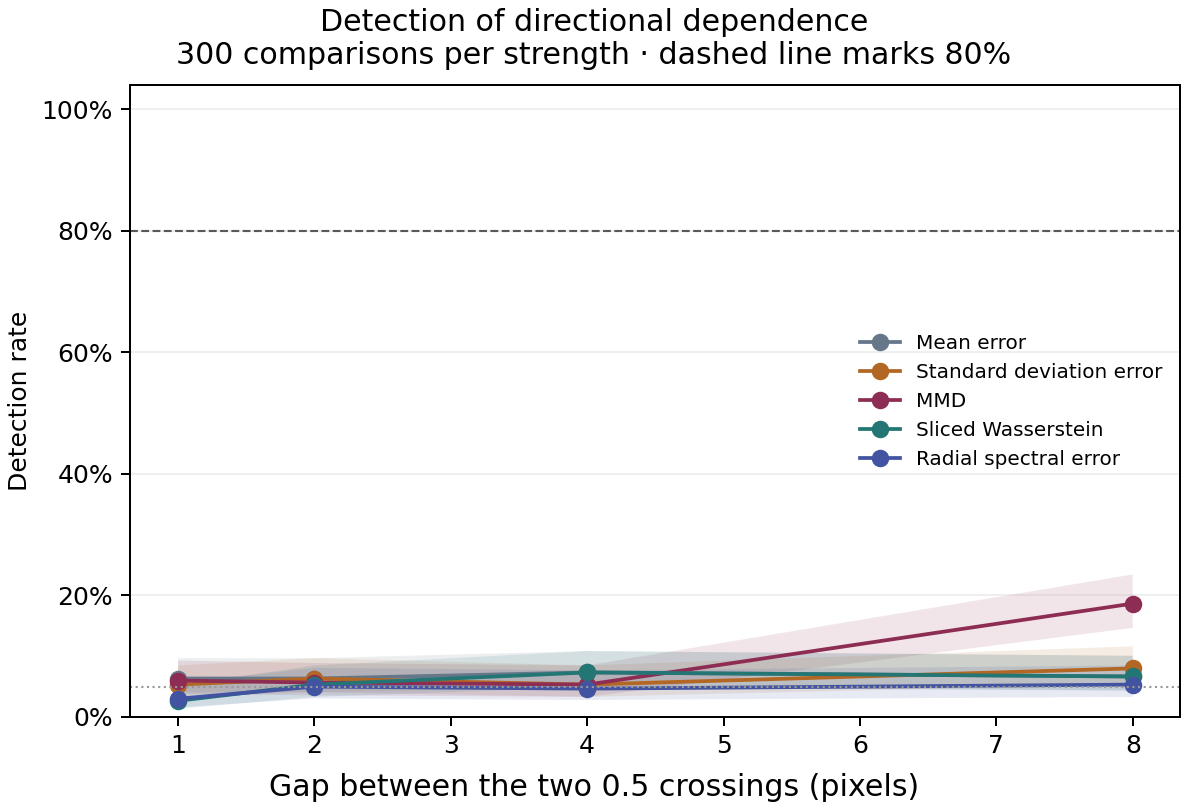 Detection of directional dependence
300 comparisons per strength · dashed line marks 80%
100%
80%
60%
40%
20%
0%
Detection rate
Mean error
Standard deviation error
MMD
Sliced Wasserstein
Radial spectral error
1 2 3 4 5 6 7 8
Gap between the two 0.5 crossings (pixels)